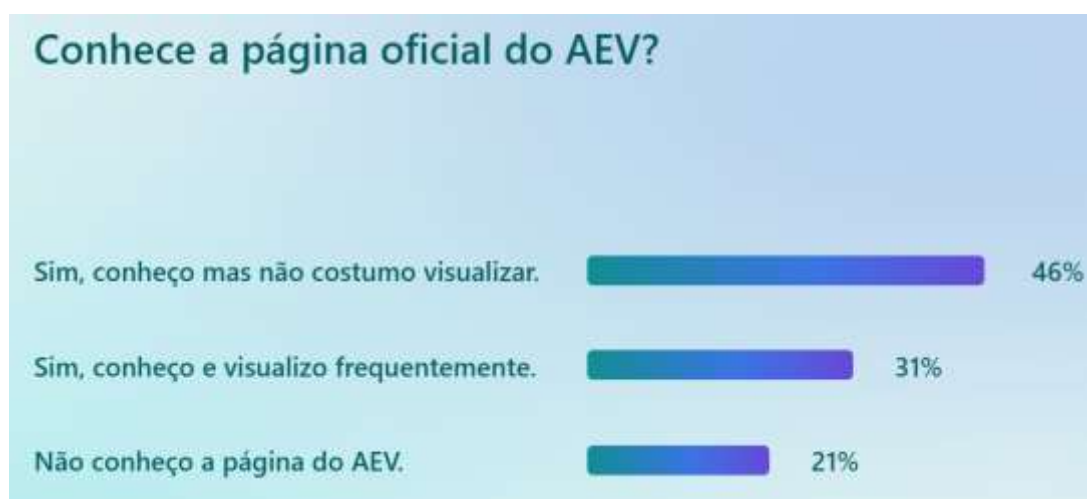 Conhece a página oficial do AEV?
Sim, conheço mas não costumo visualizar. 46%
Sim, conheço e visualizo frequentemente. 31%
Não conheço a página do AEV. 21%